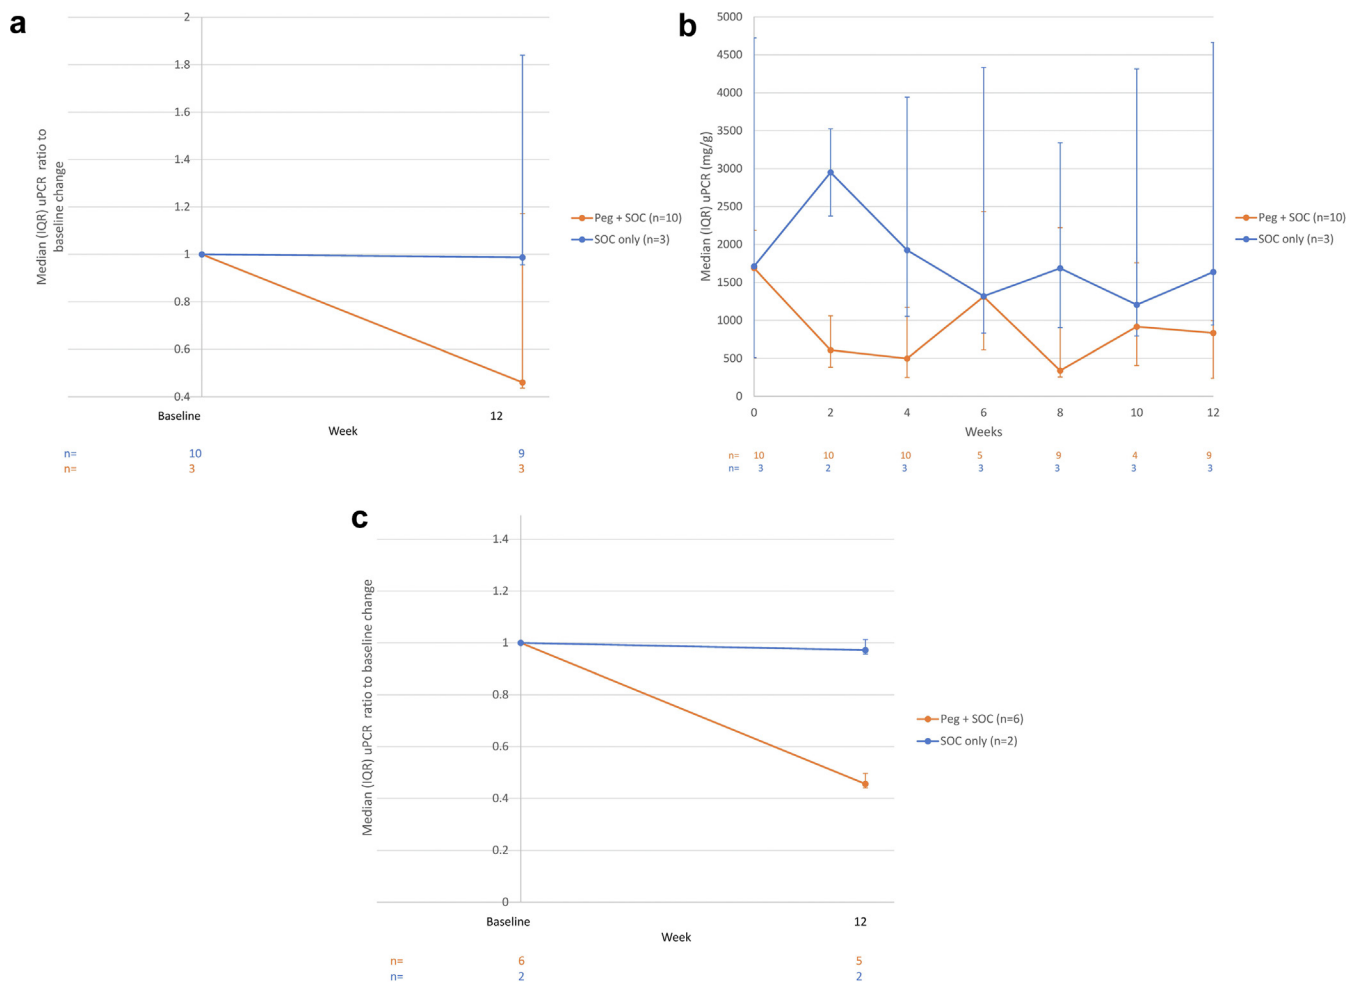 a
Median (IQR) uPCR ratio to
baseline change
2
1.8
1.6
1.4
1.2
1
0.8
0.6
0.4
Baseline
12
Week
Peg + SOC (n=10)
SOC only (n=3)
n= 10 9
n= 3 3
b
Median (IQR) uPCR (mg/g)
5000
4500
4000
3500
3000
2500
2000
1500
1000
500
0
0 2 4 6 8 10 12
Weeks
Peg + SOC (n=10)
SOC only (n=3)
n= 10 10 10 5 9 4 9
n= 3 2 3 3 3 3 3
c
Median (IQR) uPCR ratio to baseline change
1.4
1.2
1
0.8
0.6
0.4
0.2
0
Baseline
12
Week
Peg + SOC (n=6)
SOC only (n=2)
n= 6 5
n= 2 2